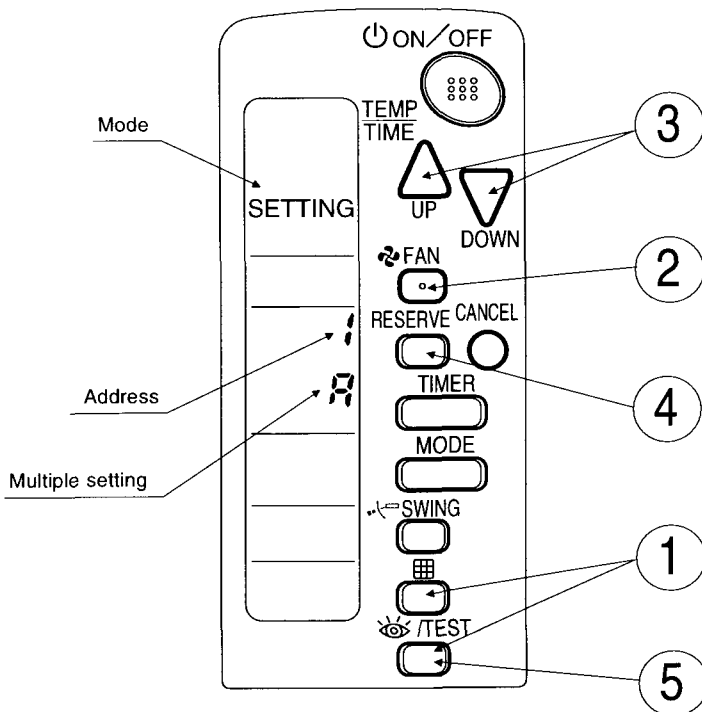 ON/OFF
TEMP
TIME
Mode
3
SETTING
UP
DOWN
FAN
2
RESERVE CANCEL
1
A
Address
TIMER
4
MODE
Multiple setting
SWING
1
/TEST
5